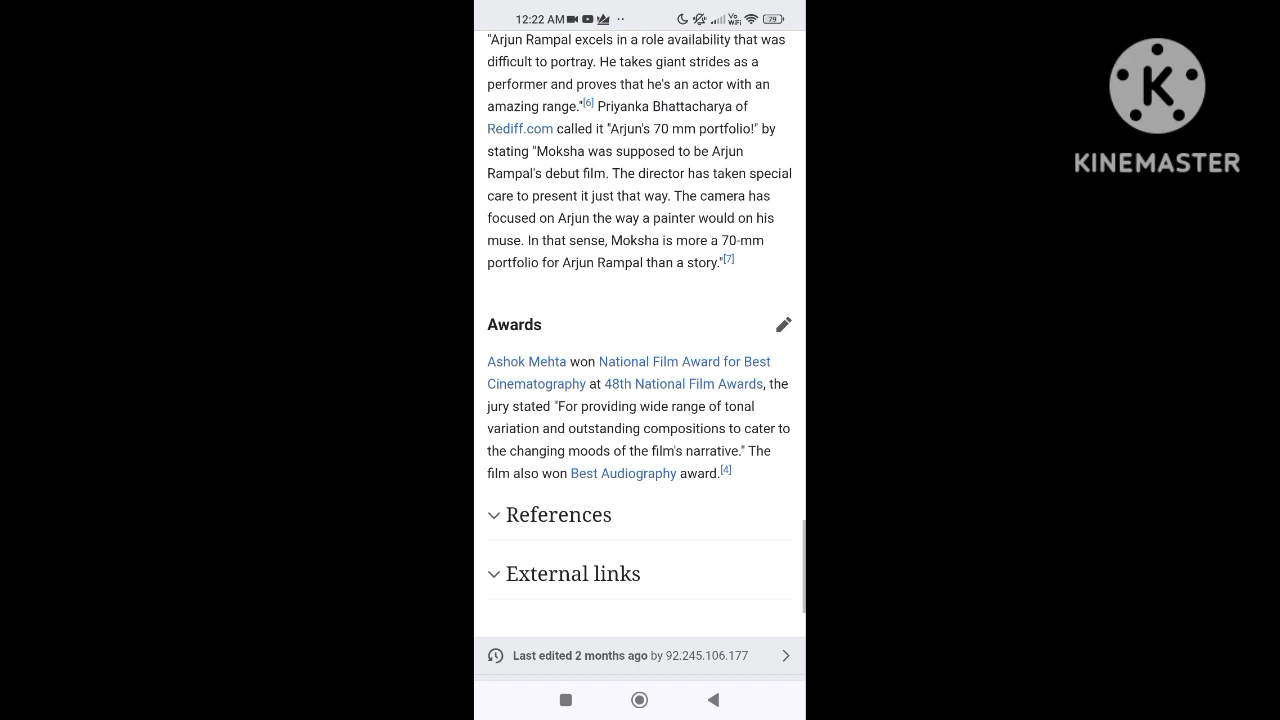 12:22 AM
Vo
WiFi
79
"Arjun Rampal excels in a role availability that was
difficult to portray. He takes giant strides as a
performer and proves that he's an actor with an
amazing range."[6] Priyanka Bhattacharya of
Rediff.com called it "Arjun's 70 mm portfolio!" by
stating "Moksha was supposed to be Arjun
Rampal's debut film. The director has taken special
care to present it just that way. The camera has
focused on Arjun the way a painter would on his
muse. In that sense, Moksha is more a 70-mm
portfolio for Arjun Rampal than a story."[7]
Awards
Ashok Mehta won National Film Award for Best
Cinematography at 48th National Film Awards, the
jury stated "For providing wide range of tonal
variation and outstanding compositions to cater to
the changing moods of the film's narrative." The
film also won Best Audiography award.[4]
References
External links
Last edited 2 months ago by 92.245.106.177
K
KINEMASTER